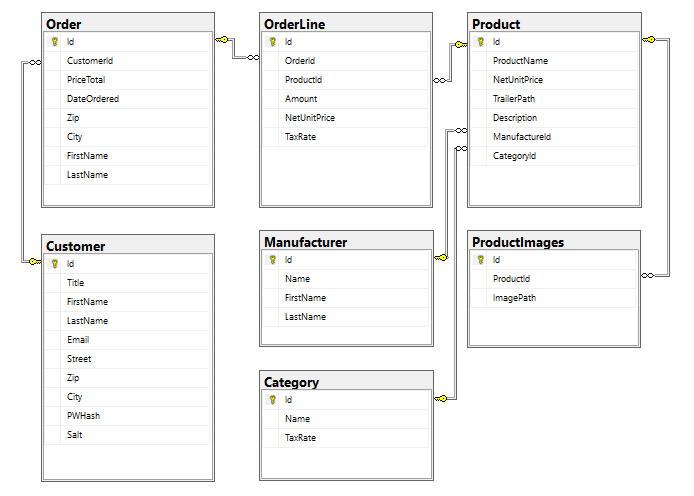 Order
Id
CustomerId
PriceTotal
DateOrdered
Zip
City
FirstName
LastName
OrderLine
Id
OrderId
ProductId
Amount
NetUnitPrice
TaxRate
Product
Id
ProductName
NetUnitPrice
TrailerPath
Description
ManufactureId
CategoryId
Customer
Id
Title
FirstName
LastName
Email
Street
Zip
City
PWHash
Salt
Manufacturer
Id
Name
FirstName
LastName
ProductImages
Id
ProductId
ImagePath
Category
Id
Name
TaxRate